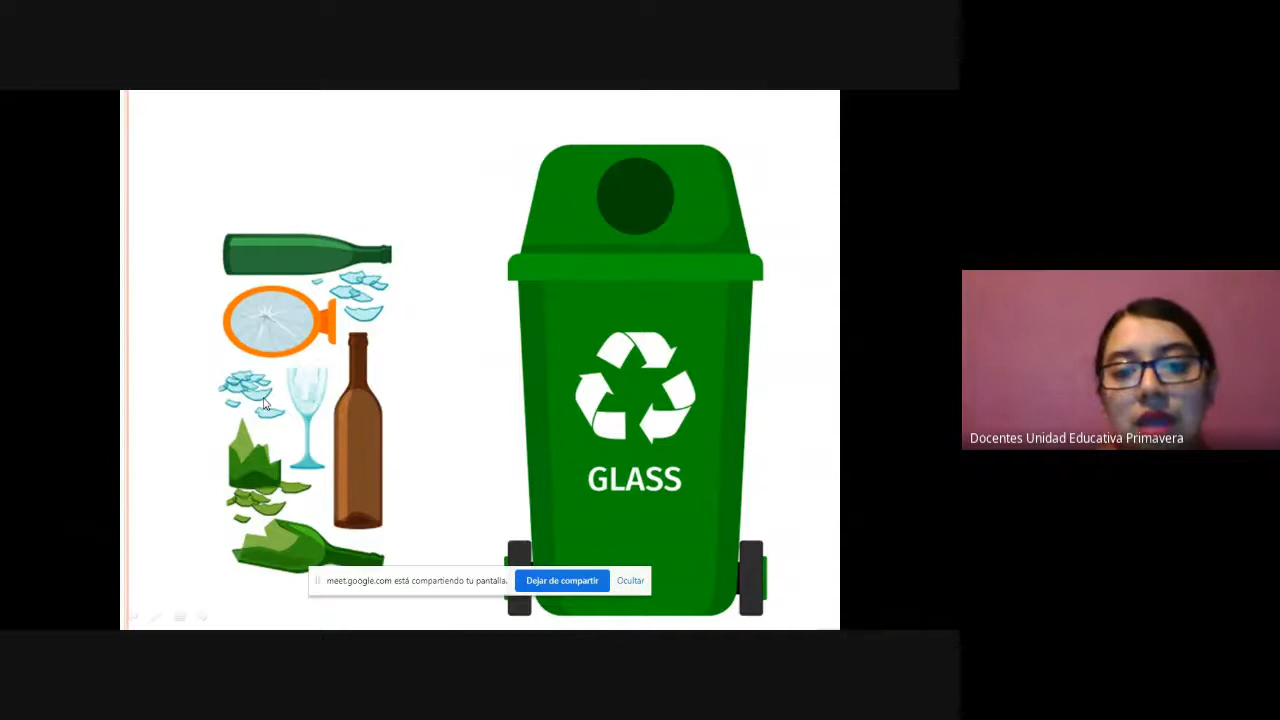 GLASS
meet.google.com está compartiendo tu pantalla.
Dejar de compartir
Ocultar
Docentes Unidad Educativa Primavera